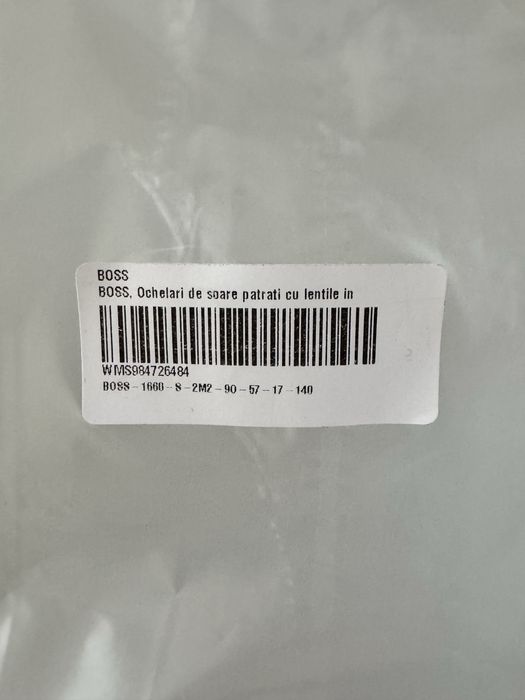 BOSS
BOSS, Ochelari de soare patrati cu lentile in
WMS984726484
BOSS-1660-S-2M2-90-57-17-140